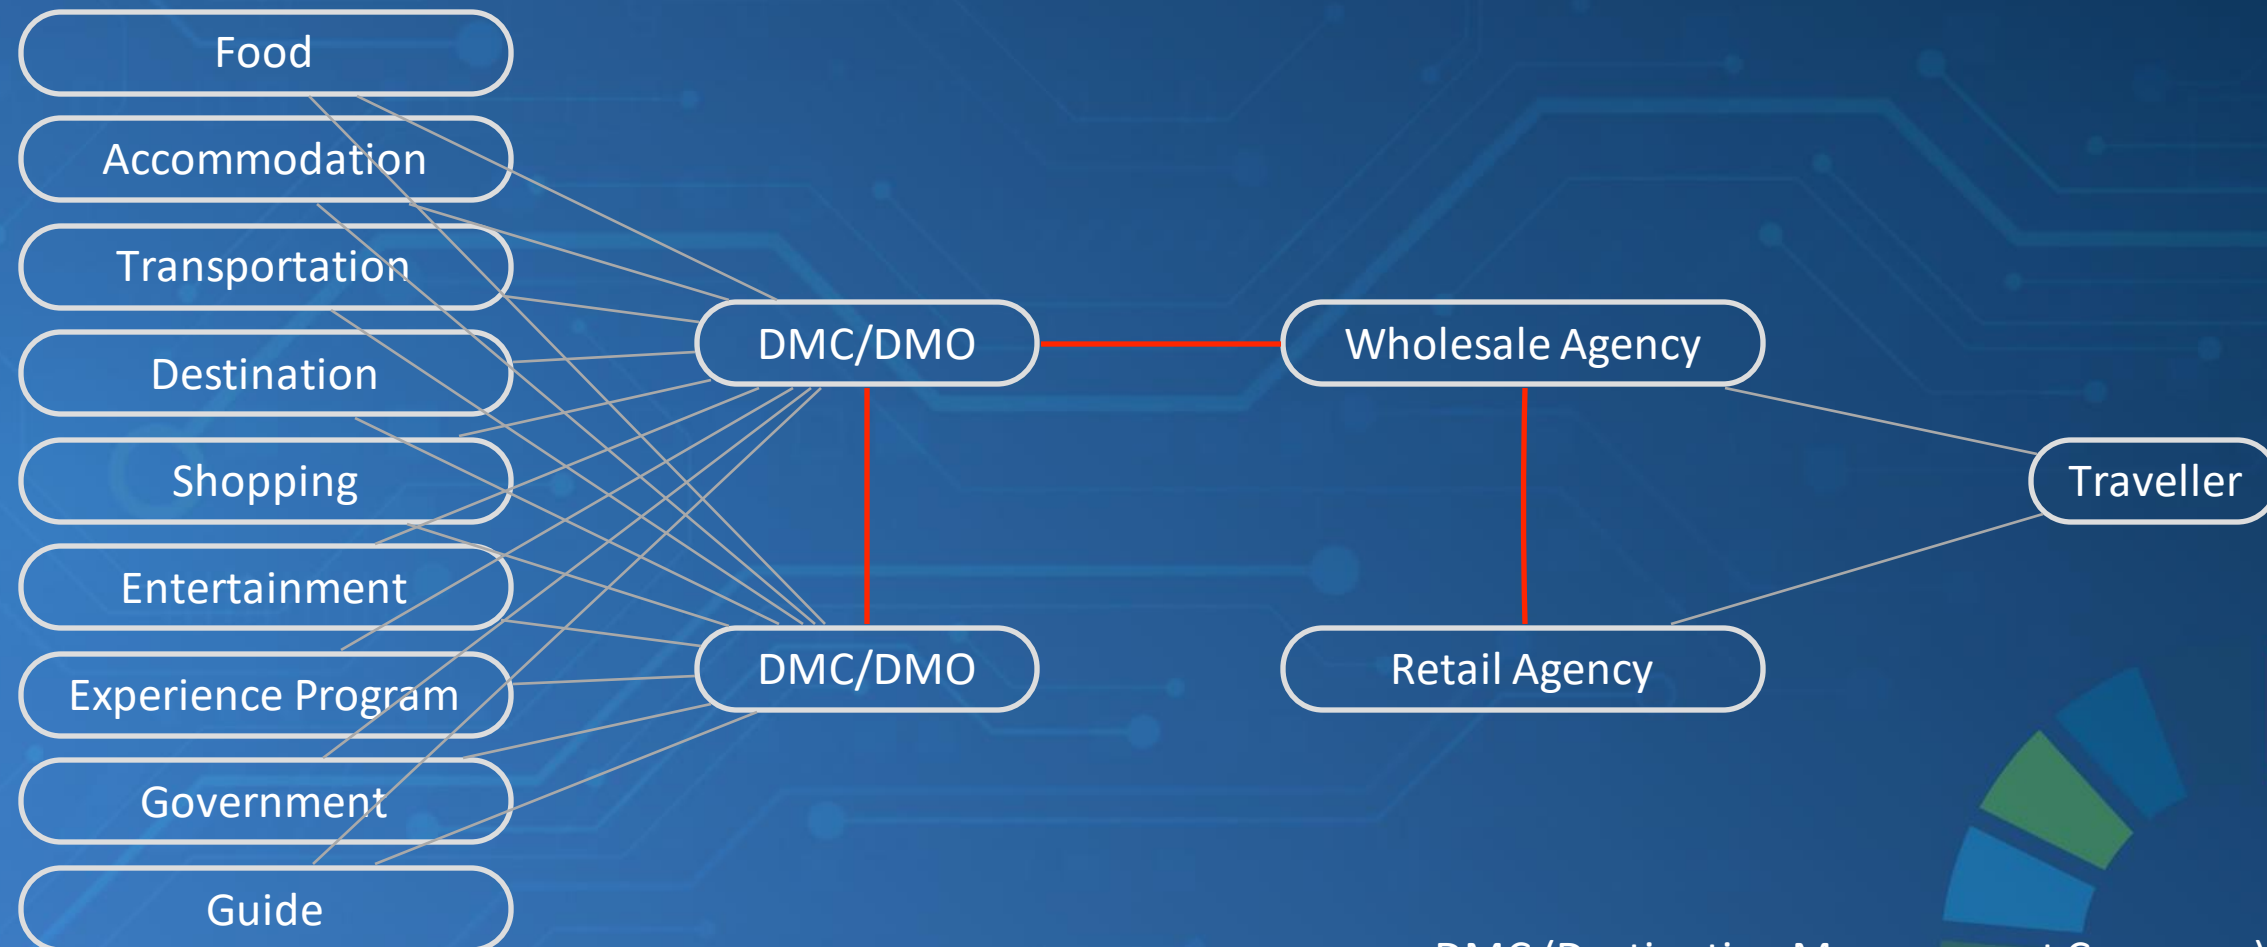 Food
Accommodation
Transportation
Destination
Shopping
Entertainment
Experience Program
Government
Guide
DMC/DMO
DMC/DMO
Wholesale Agency
Retail Agency
Traveller